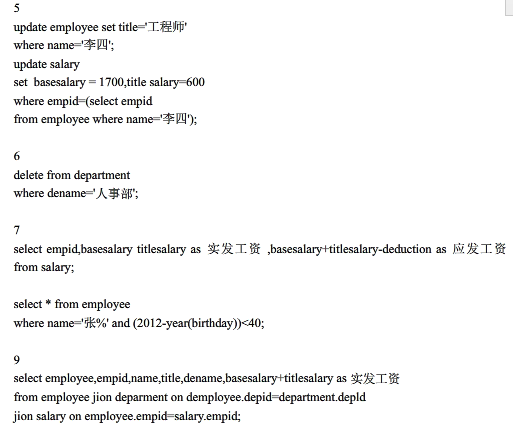 5
update employee set title='工程师'
where name='李四';
update salary
set basesalary = 1700,title salary=600
where empid=(select empid
from employee where name='李四');
6
delete from department
where dename='人事部';
7
select empid,basesalary titlesalary as 实发工资 ,basesalary+titlesalary-deduction as 应发工资
from salary;
select * from employee
where name='张%' and (2012-year(birthday))<40;
9
select employee,empid,name,title,dename,basesalary+titlesalary as 实发工资
from employee jion deparment on demployee.depid=department.depld
jion salary on employee.empid=salary.empid;